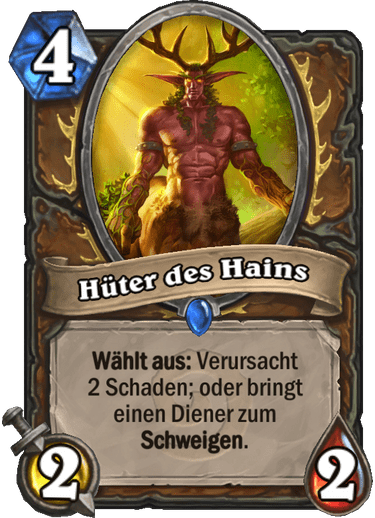 4
Hüter des Hains
Wählt aus: Verursacht
2 Schaden; oder bringt
einen Diener zum
Schweigen.
2
2